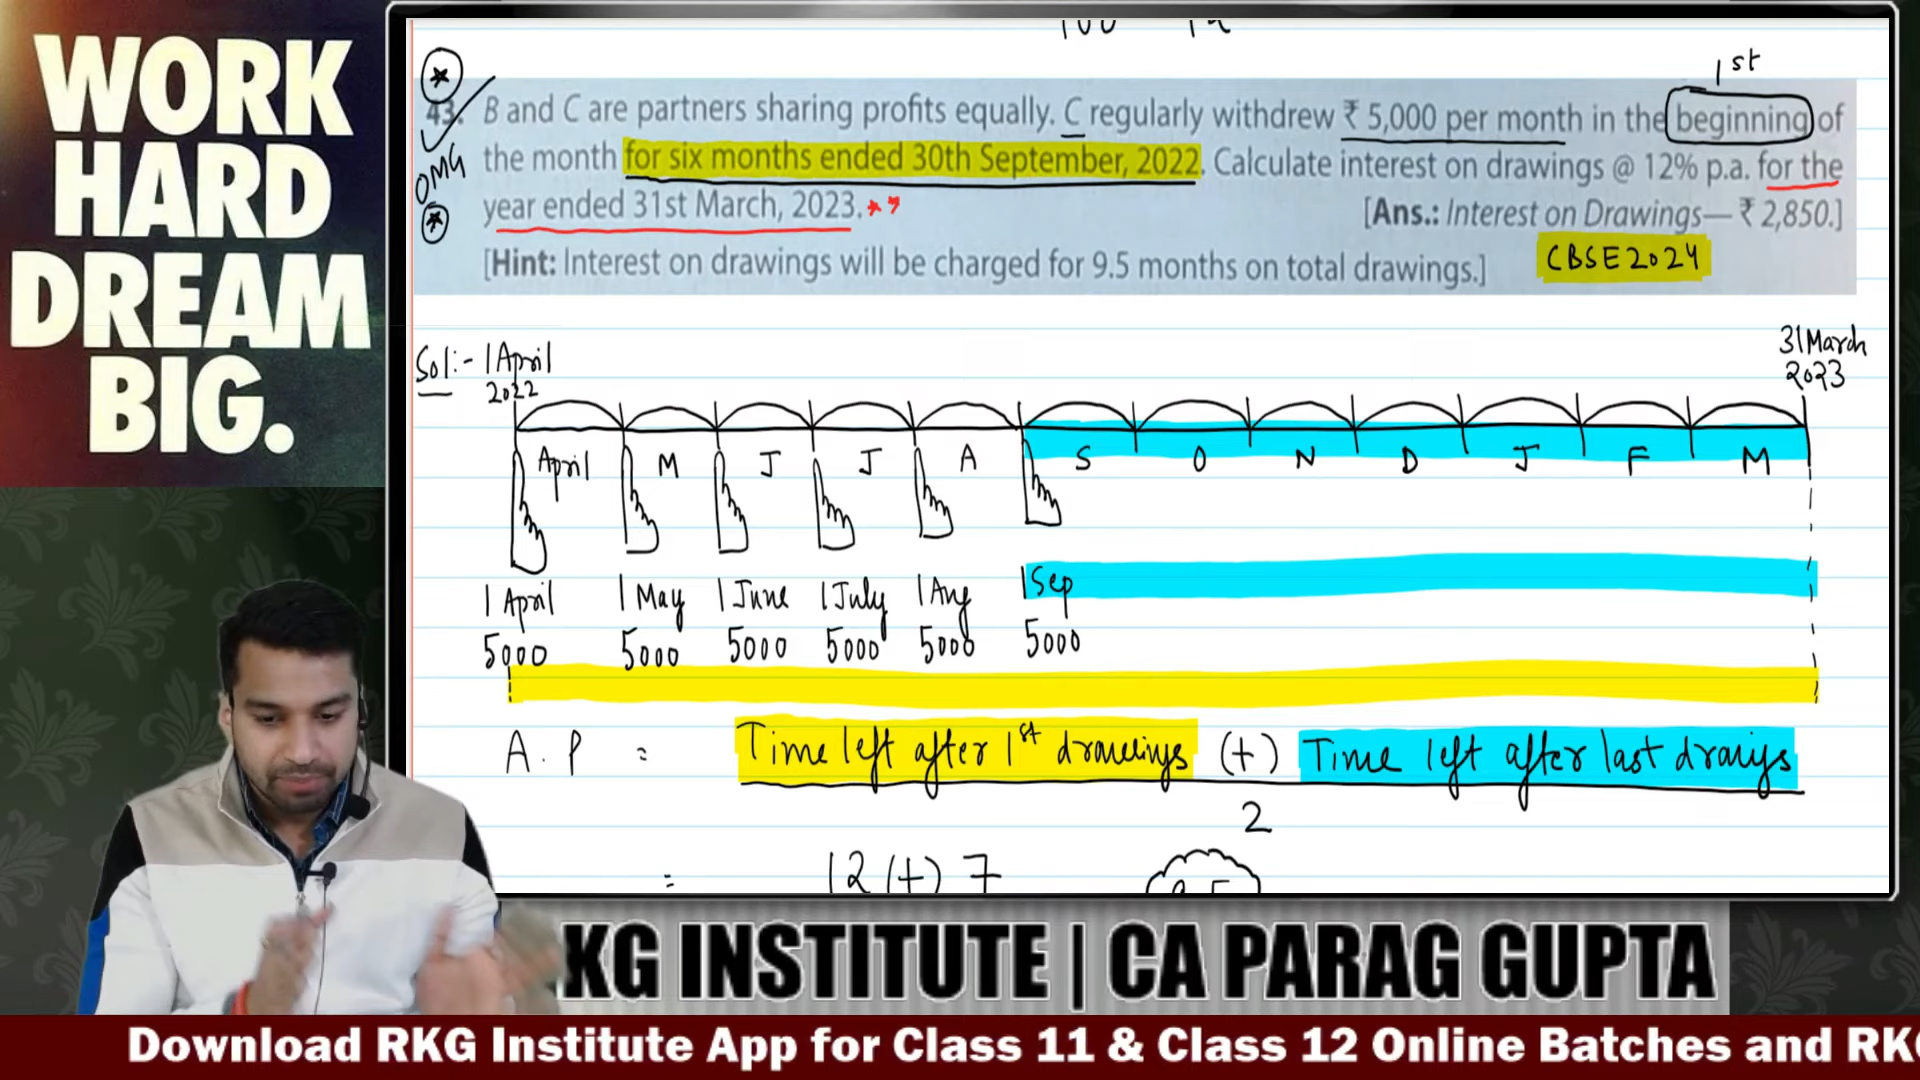 WORK
HARD
DREAM
BIG.
1st
43. B and C are partners sharing profits equally. C regularly withdrew ₹ 5,000 per month in the beginning of
the month for six months ended 30th September, 2022. Calculate interest on drawings @ 12% p.a. for the
OMG
year ended 31st March, 2023. [Ans.: Interest on Drawings— ₹ 2,850.]
[Hint: Interest on drawings will be charged for 9.5 months on total drawings.] CBSE 2024
Sol:- 1 April
2022
31 March
2023
April M J J A S O N D J F M
1 April 1 May 1 June 1 July 1 Aug 1 Sep
5000 5000 5000 5000 5000 5000
A.P = Time left after 1st drawings (+) Time left after last drawigs
2
= 12 (+) 7
KG INSTITUTE | CA PARAG GUPTA
Download RKG Institute App for Class 11 & Class 12 Online Batches and RK